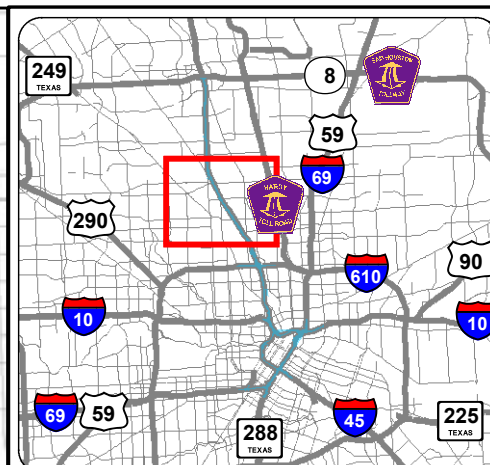 249
TEXAS
8
SAM HOUSTON
TOLLWAY
59
69
HARDY
TOLL ROAD
290
90
610
10
10
69
59
288
TEXAS
45
225
TEXAS